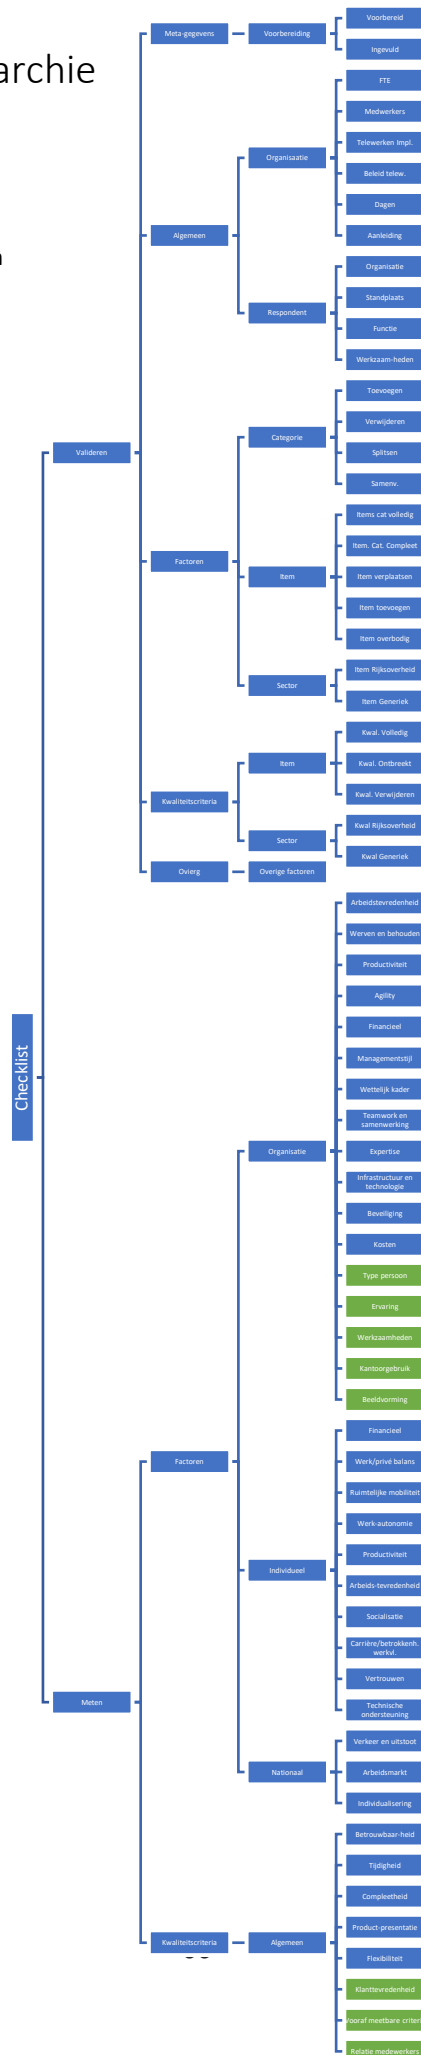 archie
Checklist
Valideren
Meta-gegevens
Voorbereiding
Voorbereid
Ingevuld
Algemeen
Organisaatie
FTE
Medwerkers
Telewerken Impl.
Beleid telew.
Dagen
Aanleiding
Respondent
Organisatie
Standplaats
Functie
Werkzaam-heden
Factoren
Categorie
Toevoegen
Verwijderen
Splitsen
Samenv.
Item
Items cat volledig
Item. Cat. Compleet
Item verplaatsen
Item toevoegen
Item overbodig
Sector
Item Rijksoverheid
Item Generiek
Kwaliteitscriteria
Item
Kwal. Volledig
Kwal. Ontbreekt
Kwal. Verwijderen
Sector
Kwal Rijksoverheid
Kwal Generiek
Ovierg
Overige factoren
Meten
Factoren
Organisatie
Arbeidstevredenheid
Werven en behouden
Productiviteit
Agility
Financieel
Managementstijl
Wettelijk kader
Teamwork en
samenwerking
Expertise
Infrastructuur en
technologie
Beveiliging
Kosten
Type persoon
Ervaring
Werkzaamheden
Kantoorgebruik
Beeldvorming
Individueel
Financieel
Werk/privé balans
Ruimtelijke mobiliteit
Werk-autonomie
Productiviteit
Arbeids-tevredenheid
Socialisatie
Carrière/betrokkenh.
werkvl.
Vertrouwen
Technische
ondersteuning
Nationaal
Verkeer en uitstoot
Arbeidsmarkt
Individualisering
Kwaliteitscriteria
Algemeen
Betrouwbaar-heid
Tijdigheid
Compleetheid
Product-presentatie
Flexibiliteit
Klanttevredenheid
ooraf meetbare criteri
Relatie medewerkers